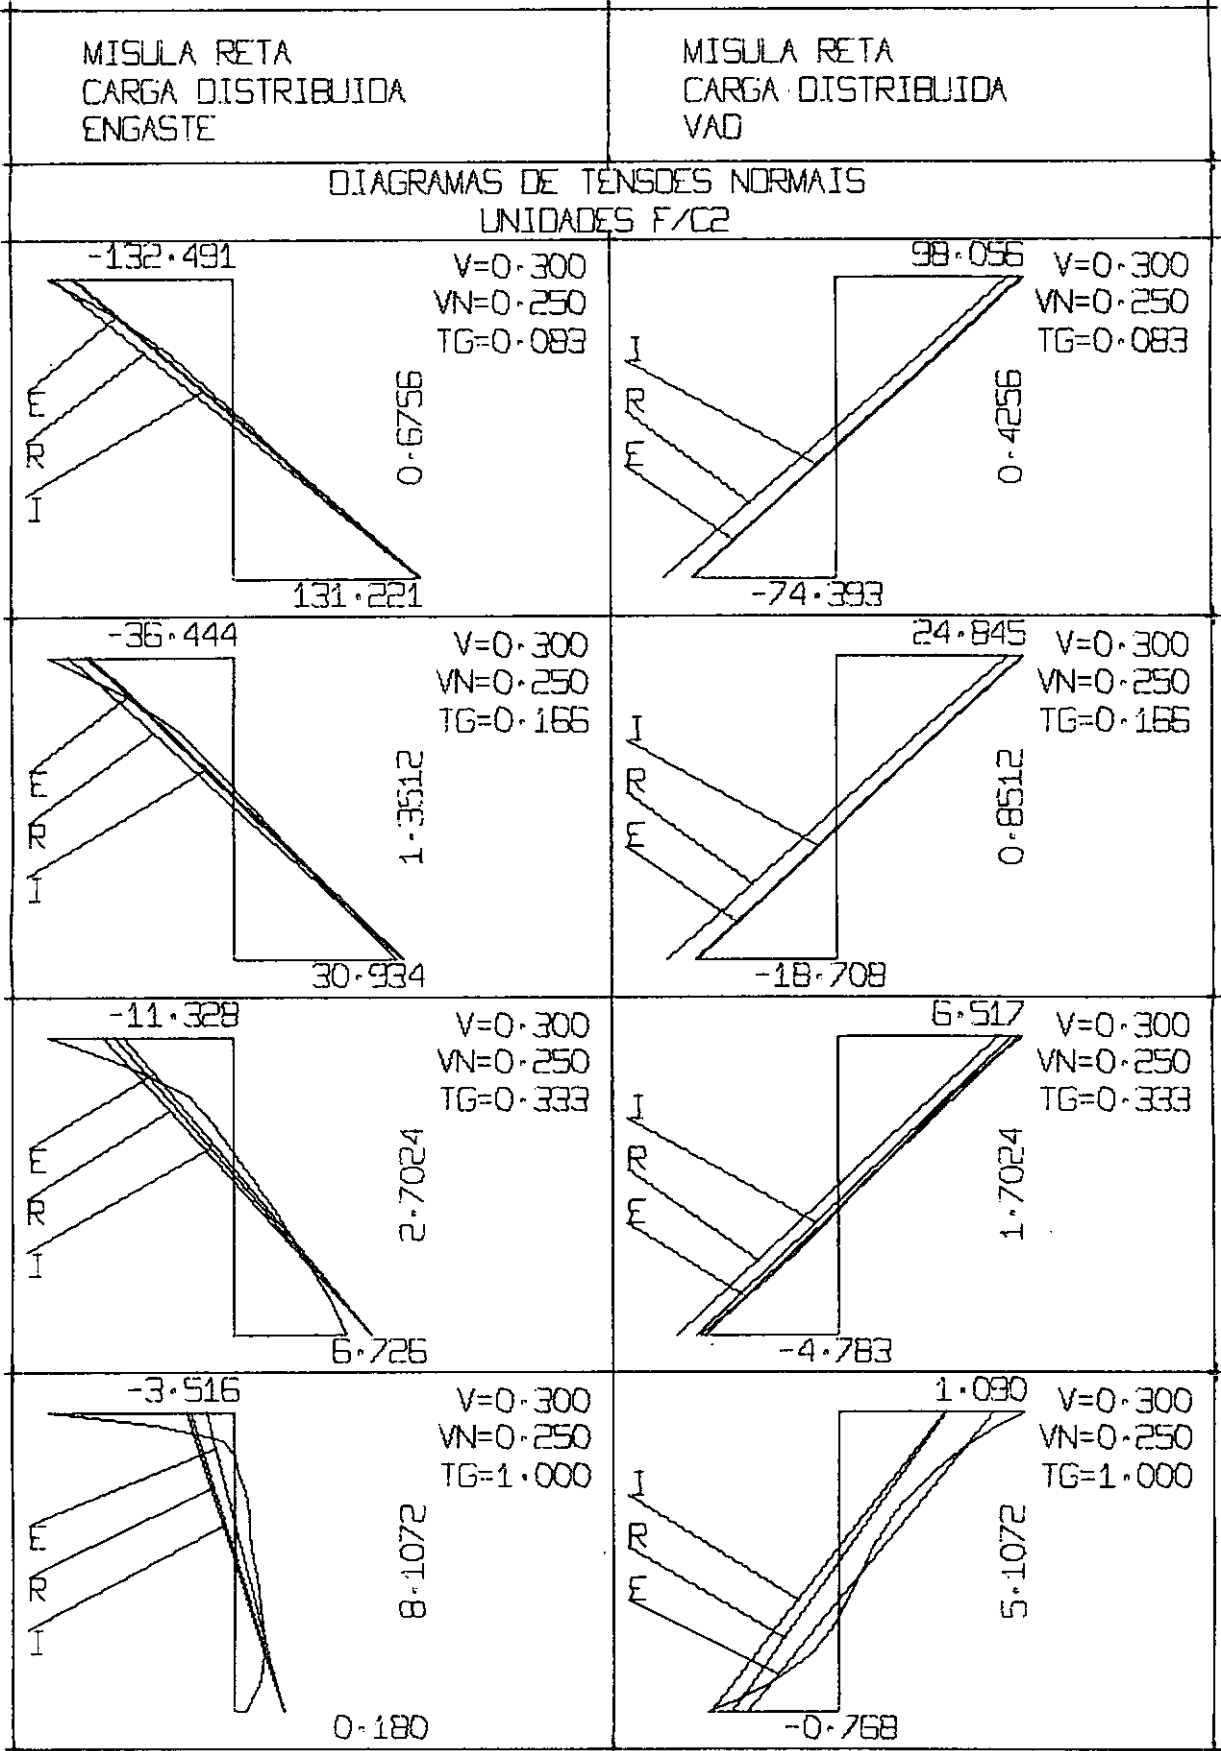 MISULA RETA
CARGA DISTRIBUIDA
ENGASTE
MISULA RETA
CARGA DISTRIBUIDA
VAO
DIAGRAMAS DE TENSOES NORMAIS
UNIDADES F/C2
-132.491
V=0.300
VN=0.250
TG=0.083
E
R
I
0.6756
131.221
98.056
V=0.300
VN=0.250
TG=0.083
I
R
E
0.4256
-74.393
-36.444
V=0.300
VN=0.250
TG=0.166
E
R
I
1.3512
30.934
24.845
V=0.300
VN=0.250
TG=0.166
I
R
E
0.8512
-18.708
-11.328
V=0.300
VN=0.250
TG=0.333
E
R
I
2.7024
6.726
6.517
V=0.300
VN=0.250
TG=0.333
I
R
E
1.7024
-4.783
-3.516
V=0.300
VN=0.250
TG=1.000
E
R
I
8.1072
0.180
V=0.300
VN=0.250
TG=1.000
I
R
E
5.1072
-0.768